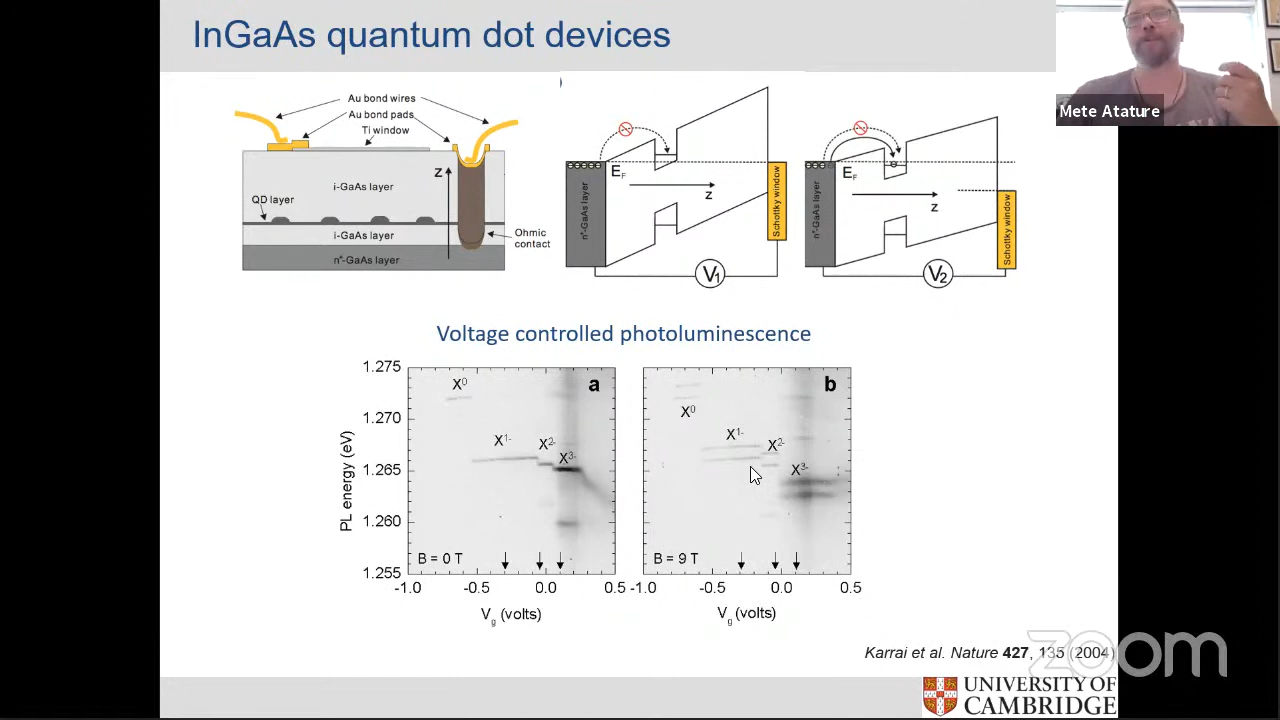 InGaAs quantum dot devices
Mete Atature
Au bond wires
Au bond pads
Ti window
z
i-GaAs layer
QD layer
i-GaAs layer
Ohmic
contact
n⁺-GaAs layer
n⁺-GaAs layer
E_F
z
Schottky window
V₁
n⁺-GaAs layer
E_F
e
z
Schottky window
V₂
Voltage controlled photoluminescence
PL energy (eV)
1.275
1.270
1.265
1.260
1.255
a
X⁰
X¹⁻
X²⁻
X³⁻
B = 0 T
-1.0 -0.5 0.0 0.5
V_g (volts)
b
X⁰
X¹⁻
X²⁻
X³⁻
B = 9 T
-1.0 -0.5 0.0 0.5
V_g (volts)
Karrai et al. Nature 427, 135 (2004)
zoom
UNIVERSITY OF
CAMBRIDGE